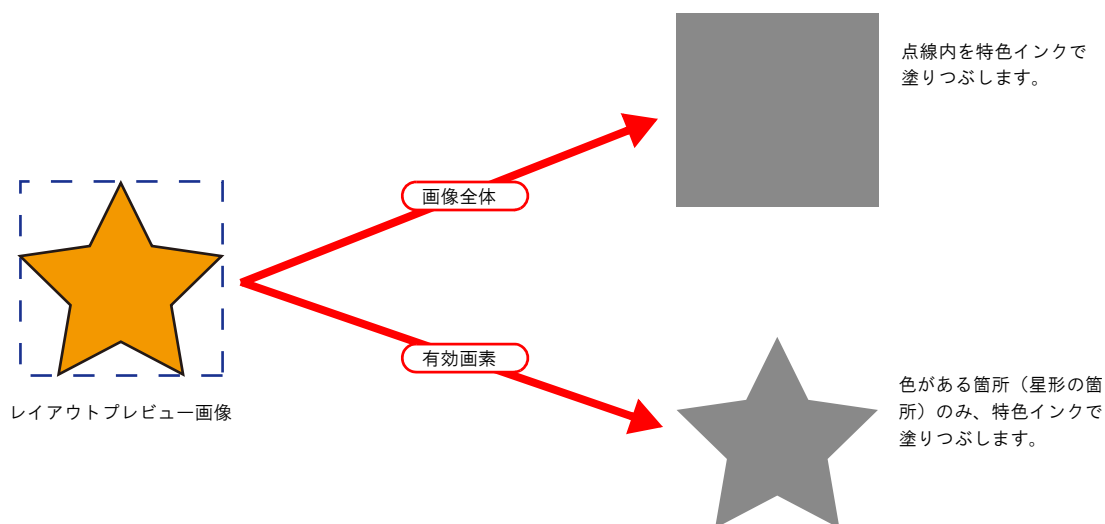 点線内を特色インクで
塗りつぶします。
画像全体
有効画素
レイアウトプレビュー画像
色がある箇所（星形の箇
所）のみ、特色インクで
塗りつぶします。